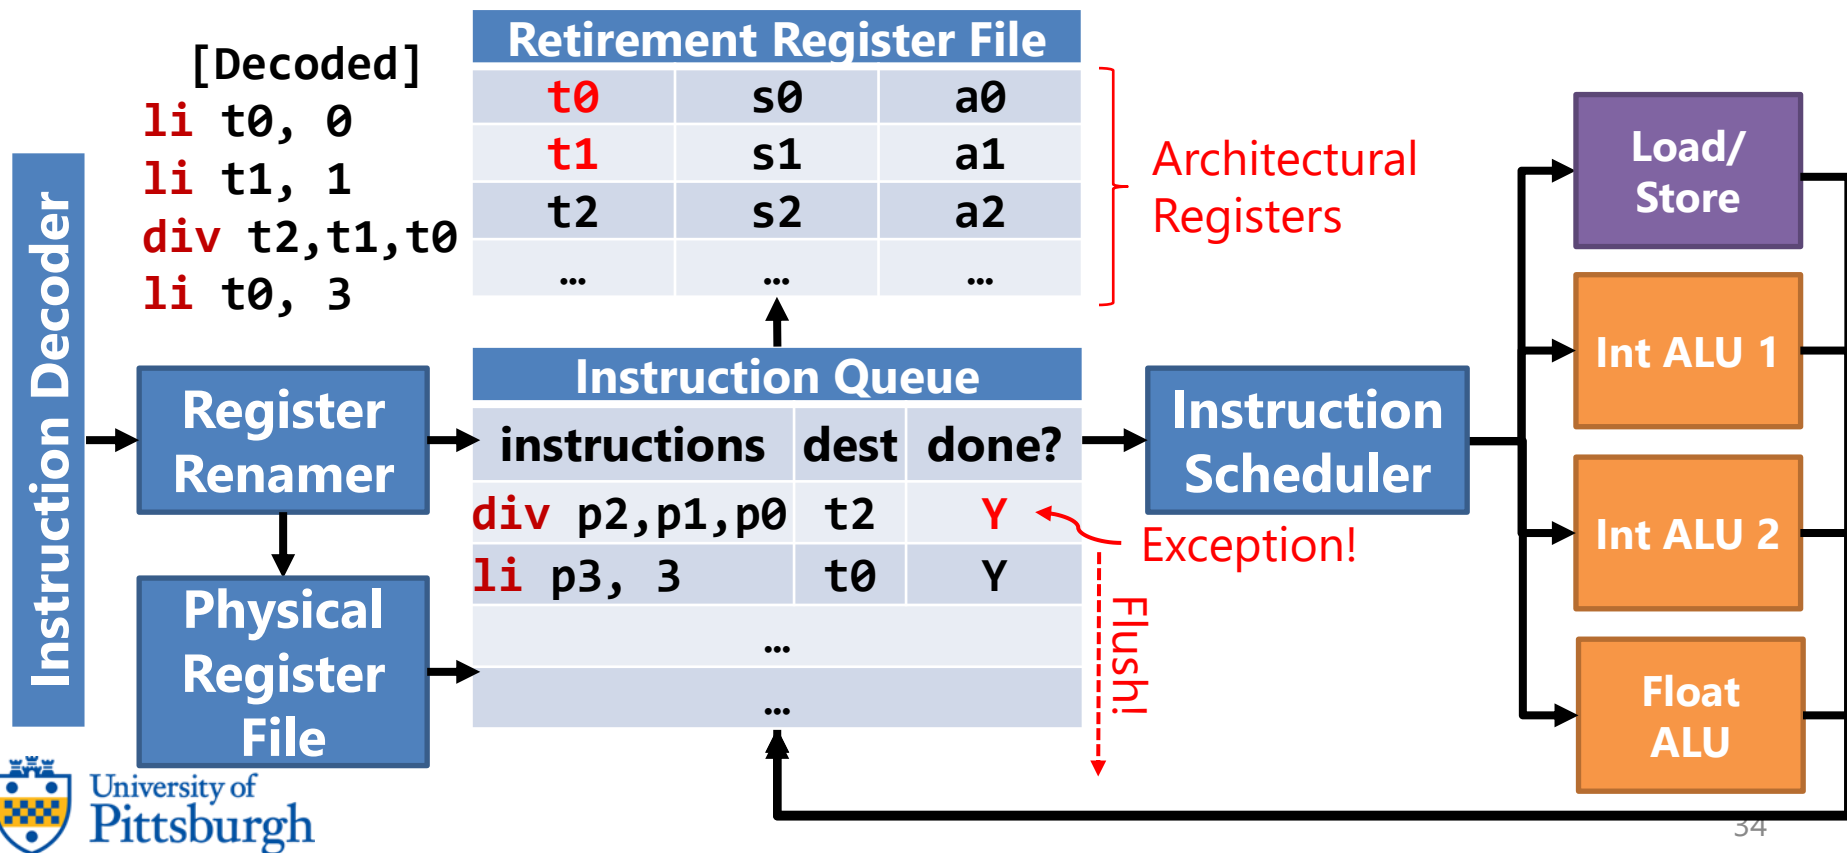 [Decoded]
li t0, 0
li t1, 1
div t2,t1,t0
li t0, 3
Instruction Decoder
Register
Renamer
Physical
Register
File
Retirement Register File
t0 s0 a0
t1 s1 a1
t2 s2 a2
… … …
Architectural
Registers
Instruction Queue
instructions dest done?
div p2,p1,p0 t2 Y
li p3, 3 t0 Y
…
…
Exception!
Flush!
Instruction
Scheduler
Load/
Store
Int ALU 1
Int ALU 2
Float
ALU
University of
Pittsburgh
34